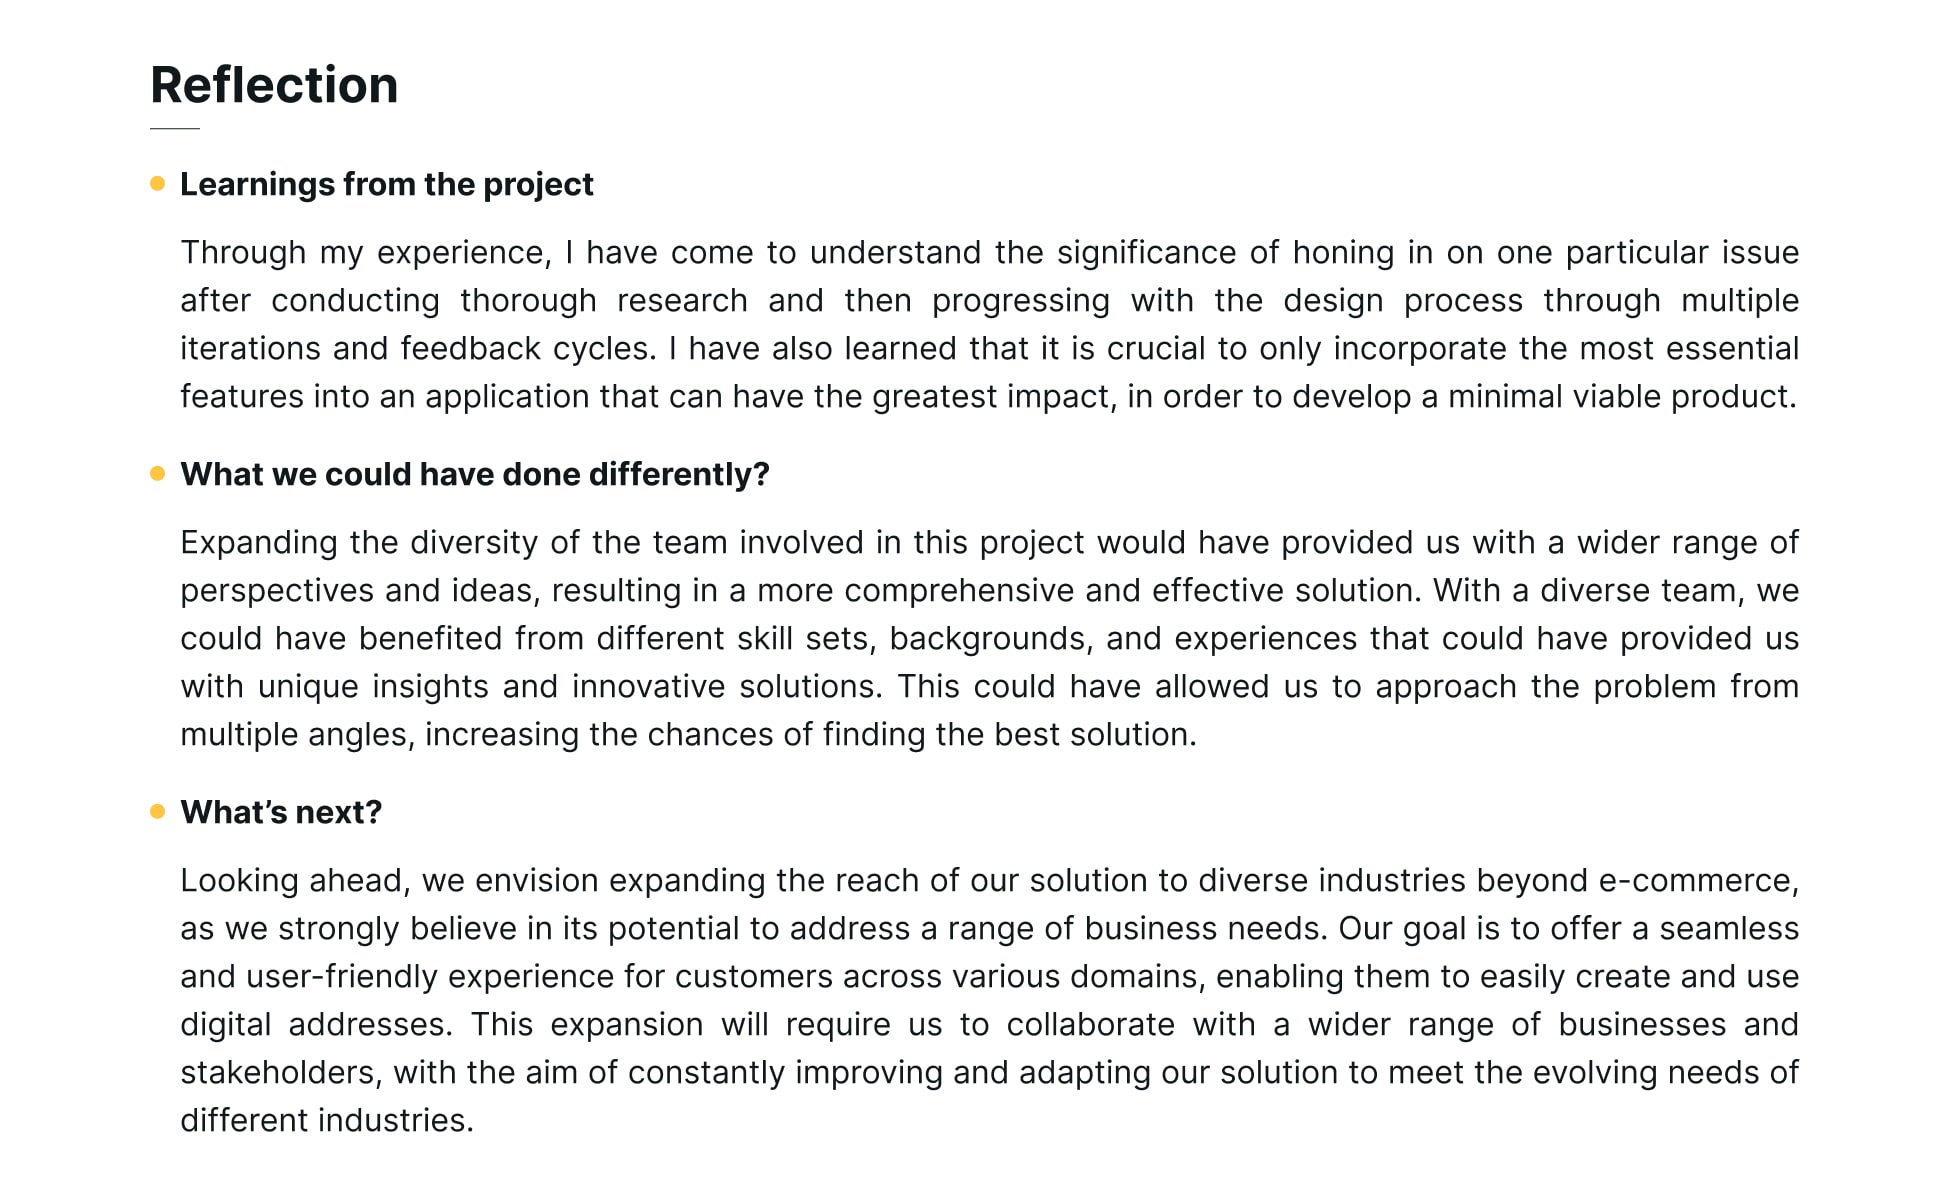 Reflection
Learnings from the project
Through my experience, I have come to understand the significance of honing in on one particular issue
after conducting thorough research and then progressing with the design process through multiple
iterations and feedback cycles. I have also learned that it is crucial to only incorporate the most essential
features into an application that can have the greatest impact, in order to develop a minimal viable product.
What we could have done differently?
Expanding the diversity of the team involved in this project would have provided us with a wider range of
perspectives and ideas, resulting in a more comprehensive and effective solution. With a diverse team, we
could have benefited from different skill sets, backgrounds, and experiences that could have provided us
with unique insights and innovative solutions. This could have allowed us to approach the problem from
multiple angles, increasing the chances of finding the best solution.
What’s next?
Looking ahead, we envision expanding the reach of our solution to diverse industries beyond e-commerce,
as we strongly believe in its potential to address a range of business needs. Our goal is to offer a seamless
and user-friendly experience for customers across various domains, enabling them to easily create and use
digital addresses. This expansion will require us to collaborate with a wider range of businesses and
stakeholders, with the aim of constantly improving and adapting our solution to meet the evolving needs of
different industries.